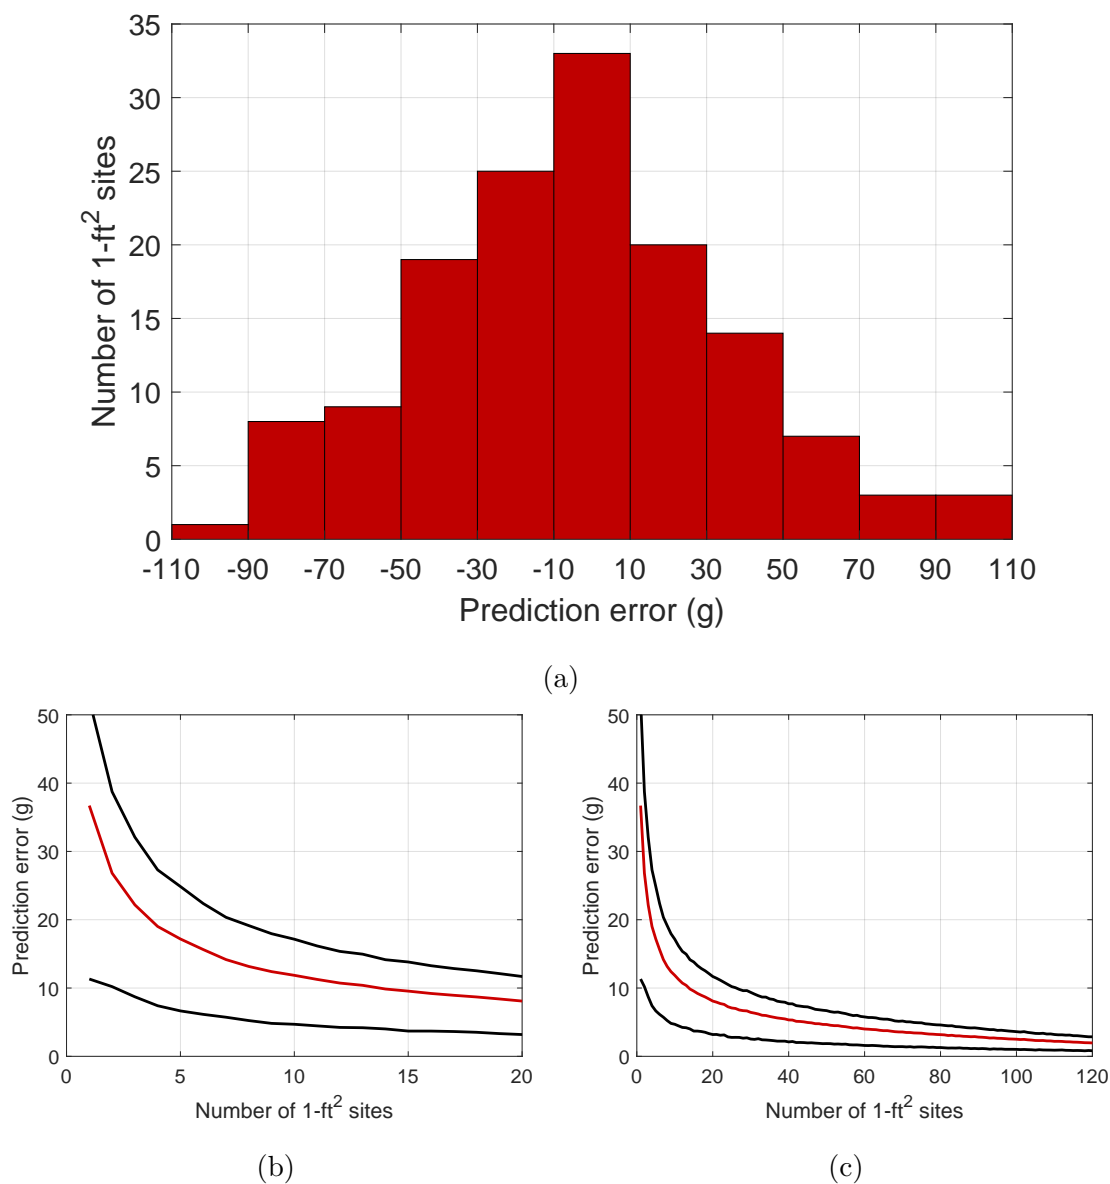 35
30
25
20
15
10
5
0
Number of 1-ft² sites
-110 -90 -70 -50 -30 -10 10 30 50 70 90 110
Prediction error (g)
(a)
50
40
30
20
10
0
Prediction error (g)
0 5 10 15 20
Number of 1-ft² sites
(b)
50
40
30
20
10
0
Prediction error (g)
0 20 40 60 80 100 120
Number of 1-ft² sites
(c)